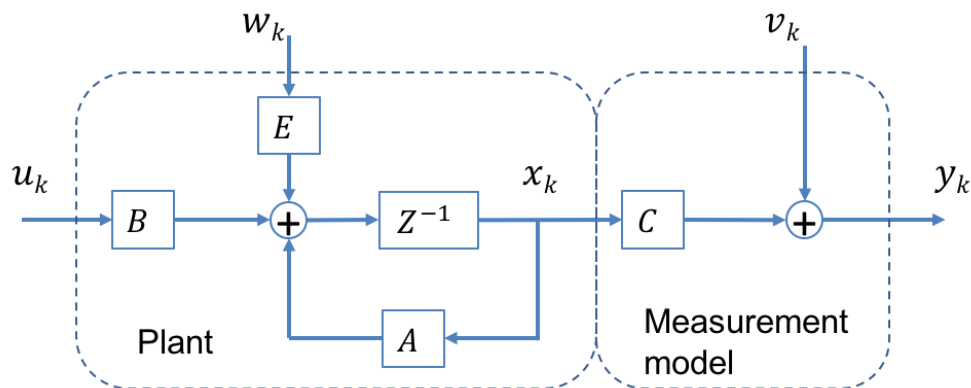 w_k
v_k
E
u_k
x_k
y_k
B
+
Z^{-1}
C
+
A
Plant
Measurement
model